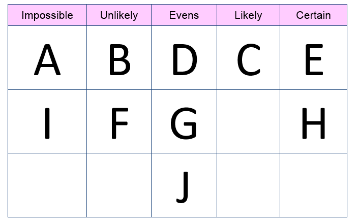 Impossible Unlikely Evens Likely Certain
A B D C E
I F G H
J